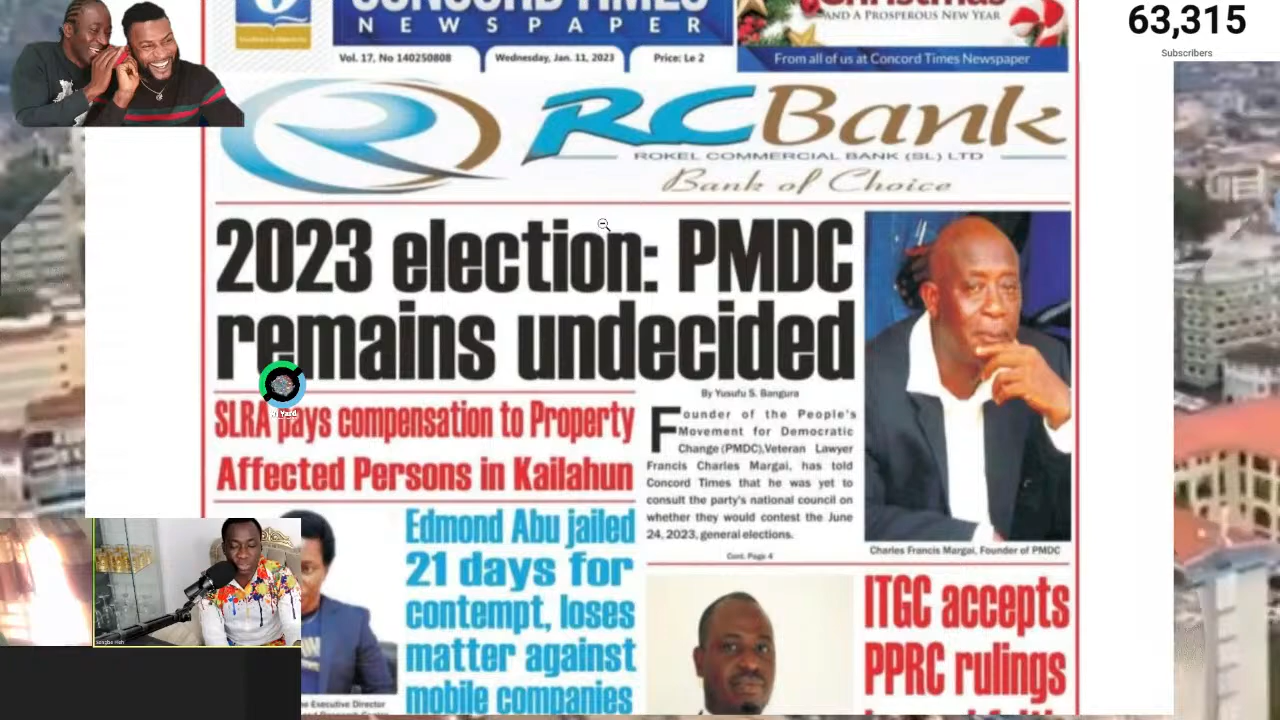 CONCORD TIMES
NEWSPAPER
Christmas
AND A PROSPEROUS NEW YEAR
63,315
Subscribers
Vol. 17, No 140250808
Wednesday, Jan. 11, 2023
Price: Le 2
From all of us at Concord Times Newspaper
RCBank
ROKEL COMMERCIAL BANK (SL) LTD
Bank of Choice
2023 election: PMDC
remains undecided
SLRA pays compensation to Property
Affected Persons in Kailahun
By Yusufu S. Bangura
Founder of the People's
Movement for Democratic
Change (PMDC),Veteran Lawyer
Francis Charles Margai, has told
Concord Times that he was yet to
consult the party's national council on
whether they would contest the June
24, 2023, general elections.
Cont. Page 4
Charles Francis Margai, Founder of PMDC
Edmond Abu jailed
21 days for
contempt, loses
matter against
mobile companies
Executive Director
ITGC accepts
PPRC rulings